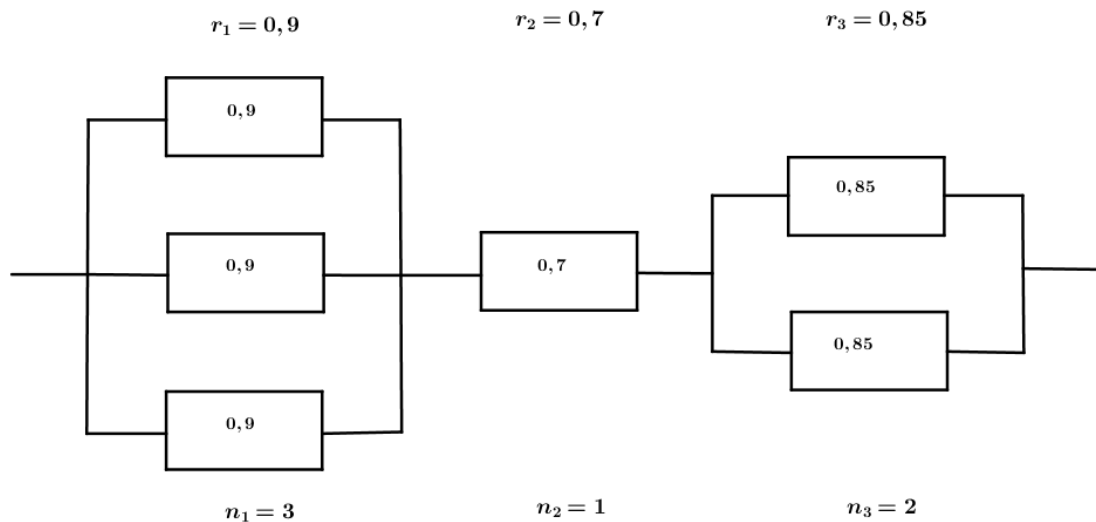 r₁ = 0, 9
r₂ = 0, 7
r₃ = 0, 85
0, 9
0, 85
0, 9
0, 7
0, 85
0, 9
n₁ = 3
n₂ = 1
n₃ = 2